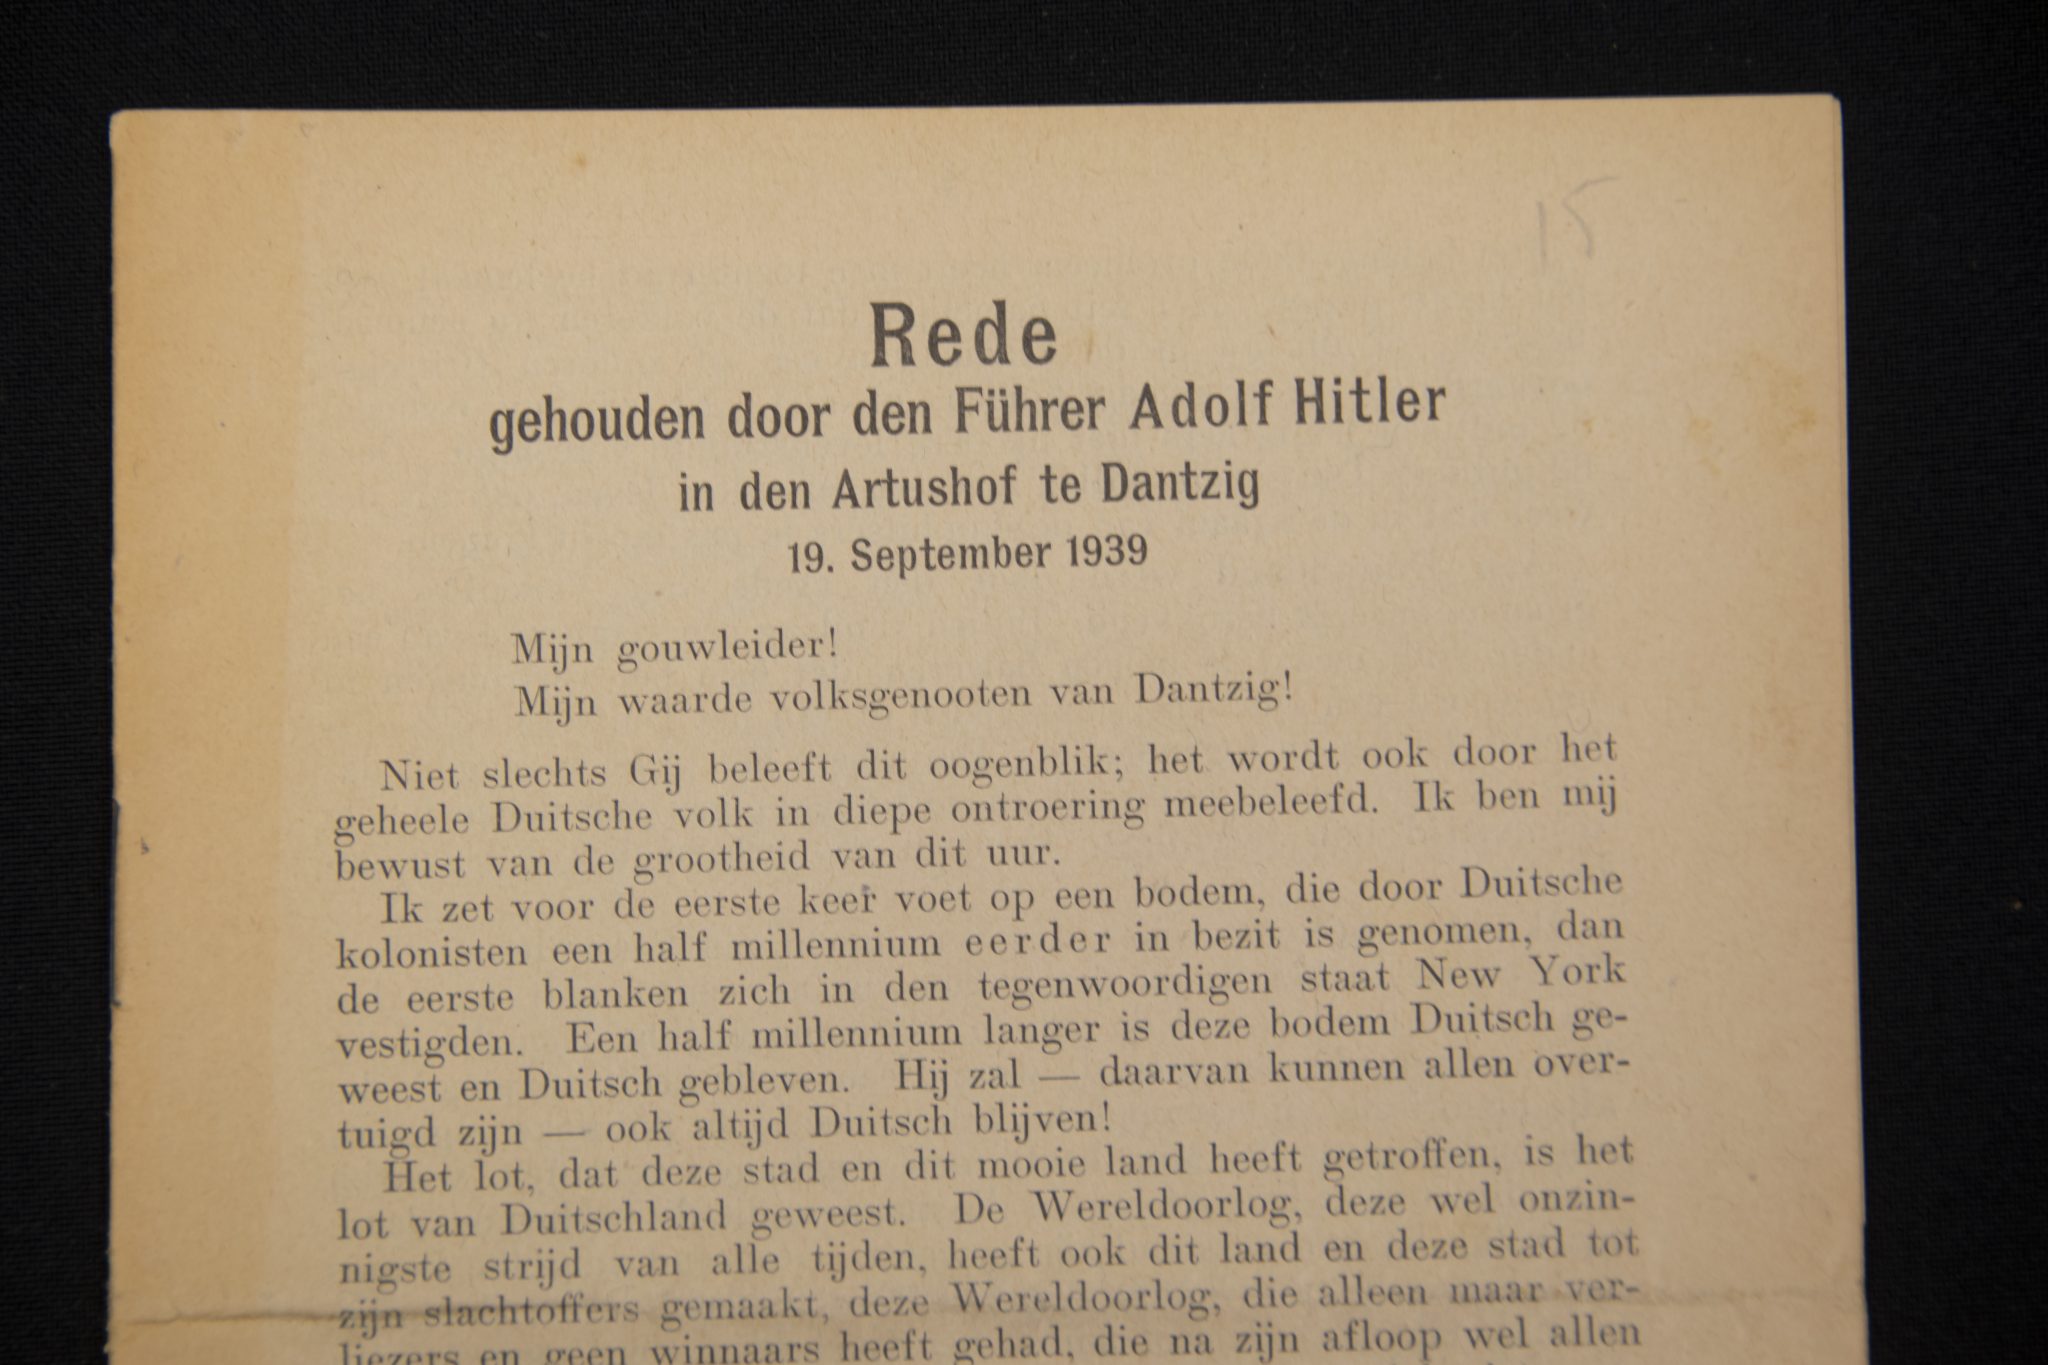 15
Rede
gehouden door den Führer Adolf Hitler
in den Artushof te Dantzig
19. September 1939
Mijn gouwleider!
Mijn waarde volksgenooten van Dantzig!
Niet slechts Gij beleeft dit oogenblik; het wordt ook door het
geheele Duitsche volk in diepe ontroering meebeleefd. Ik ben mij
bewust van de grootheid van dit uur.
Ik zet voor de eerste keer voet op een bodem, die door Duitsche
kolonisten een half millennium eerder in bezit is genomen, dan
de eerste blanken zich in den tegenwoordigen staat New York
vestigden. Een half millennium langer is deze bodem Duitsch ge-
weest en Duitsch gebleven. Hij zal — daarvan kunnen allen over-
tuigd zijn — ook altijd Duitsch blijven!
Het lot, dat deze stad en dit mooie land heeft getroffen, is het
lot van Duitschland geweest. De Wereldoorlog, deze wel onzin-
nigste strijd van alle tijden, heeft ook dit land en deze stad tot
zijn slachtoffers gemaakt, deze Wereldoorlog, die alleen maar ver-
liezers en geen winnaars heeft gehad, die na zijn afloop wel allen